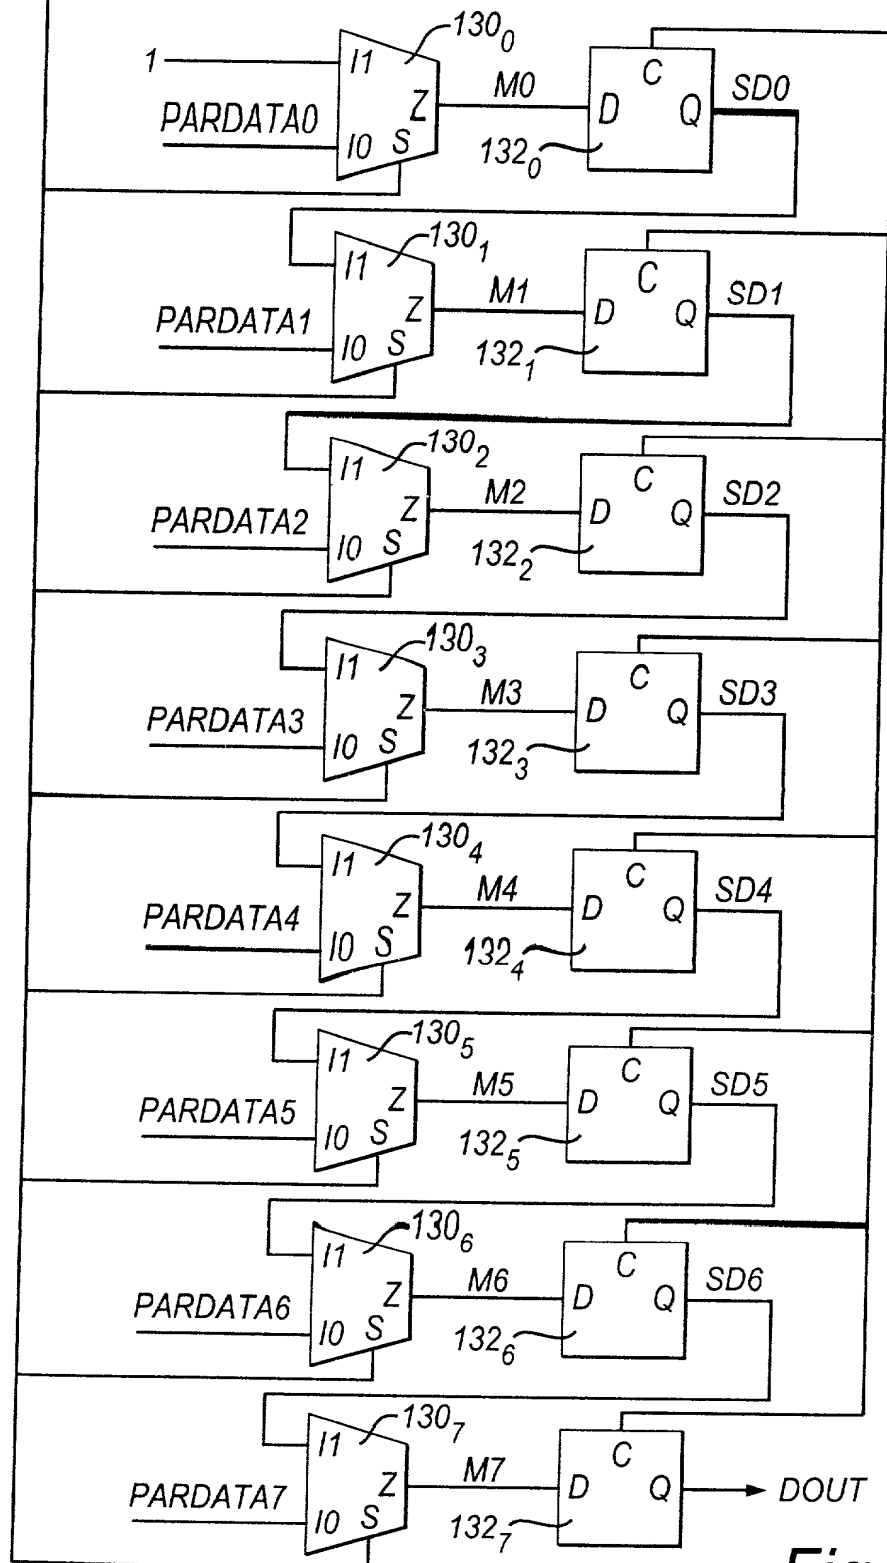 130₀
1 I1 M0 C SD0
PARDATA0 Z D Q
I0 S 132₀
130₁
I1 M1 C SD1
PARDATA1 Z D Q
I0 S 132₁
130₂
I1 M2 C SD2
PARDATA2 Z D Q
I0 S 132₂
130₃
I1 M3 C SD3
PARDATA3 Z D Q
I0 S 132₃
130₄
I1 M4 C SD4
PARDATA4 Z D Q
I0 S 132₄
130₅
I1 M5 C SD5
PARDATA5 Z D Q
I0 S 132₅
130₆
I1 M6 C SD6
PARDATA6 Z D Q
I0 S 132₆
130₇
I1 M7 C
PARDATA7 Z D Q DOUT
I0 S 132₇